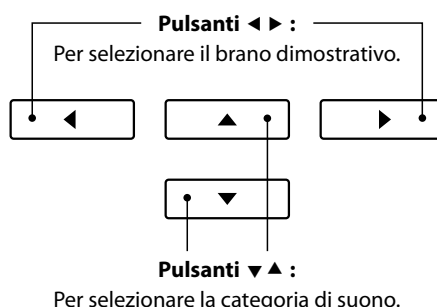 Pulsanti ◀ ▶ :
Per selezionare il brano dimostrativo.
Pulsanti ▼ ▲ :
Per selezionare la categoria di suono.